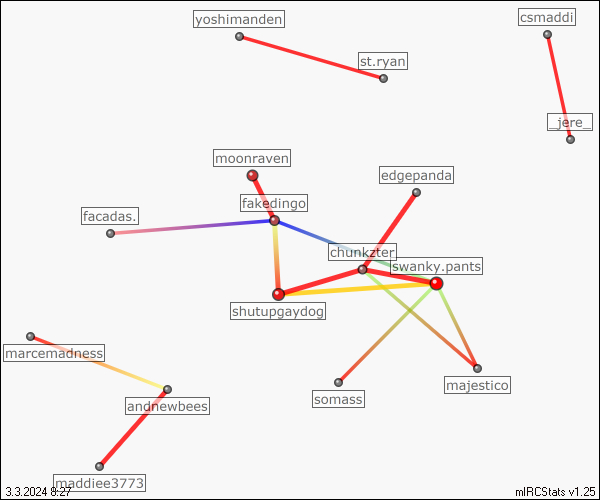 yoshimanden
csmaddi
st.ryan
_jere_
moonraven
edgepanda
fakedingo
facadas.
chunkzter
swanky.pants
shutupgaydog
marcemadness
majestico
somass
andnewbees
maddiee3773
3.3.2024 8:27
mIRCStats v1.25